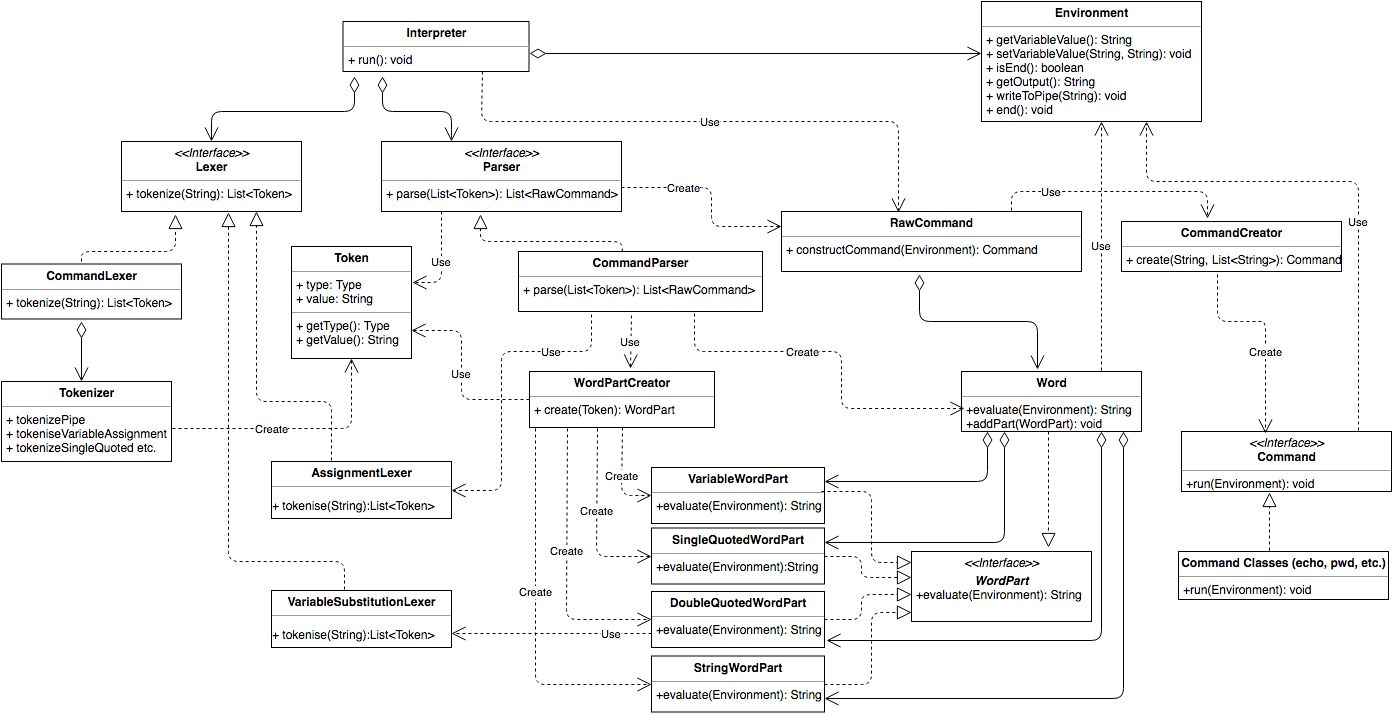 Interpreter
+ run(): void
Environment
+ getVariableValue(): String
+ setVariableValue(String, String): void
+ isEnd(): boolean
+ getOutput(): String
+ writeToPipe(String): void
+ end(): void
Use
<<Interface>>
Lexer
+ tokenize(String): List<Token>
<<Interface>>
Parser
+ parse(List<Token>): List<RawCommand>
Create
RawCommand
+ constructCommand(Environment): Command
Use
CommandCreator
+ create(String, List<String>): Command
Use
Use
CommandLexer
+ tokenize(String): List<Token>
Token
+ type: Type
+ value: String
+ getType(): Type
+ getValue(): String
Use
CommandParser
+ parse(List<Token>): List<RawCommand>
Use
Use
Create
Create
Tokenizer
+ tokenizePipe
+ tokeniseVariableAssignment
+ tokenizeSingleQuoted etc.
Create
Use
WordPartCreator
+ create(Token): WordPart
Word
+evaluate(Environment): String
+addPart(WordPart): void
<<Interface>>
Command
+run(Environment): void
AssignmentLexer
+ tokenise(String):List<Token>
Create
Create
Create
Create
VariableWordPart
+evaluate(Environment): String
SingleQuotedWordPart
+evaluate(Environment):String
<<Interface>>
WordPart
+evaluate(Environment): String
Command Classes (echo, pwd, etc.)
+run(Environment): void
VariableSubstitutionLexer
+ tokenise(String):List<Token>
Use
DoubleQuotedWordPart
+evaluate(Environment): String
StringWordPart
+evaluate(Environment): String